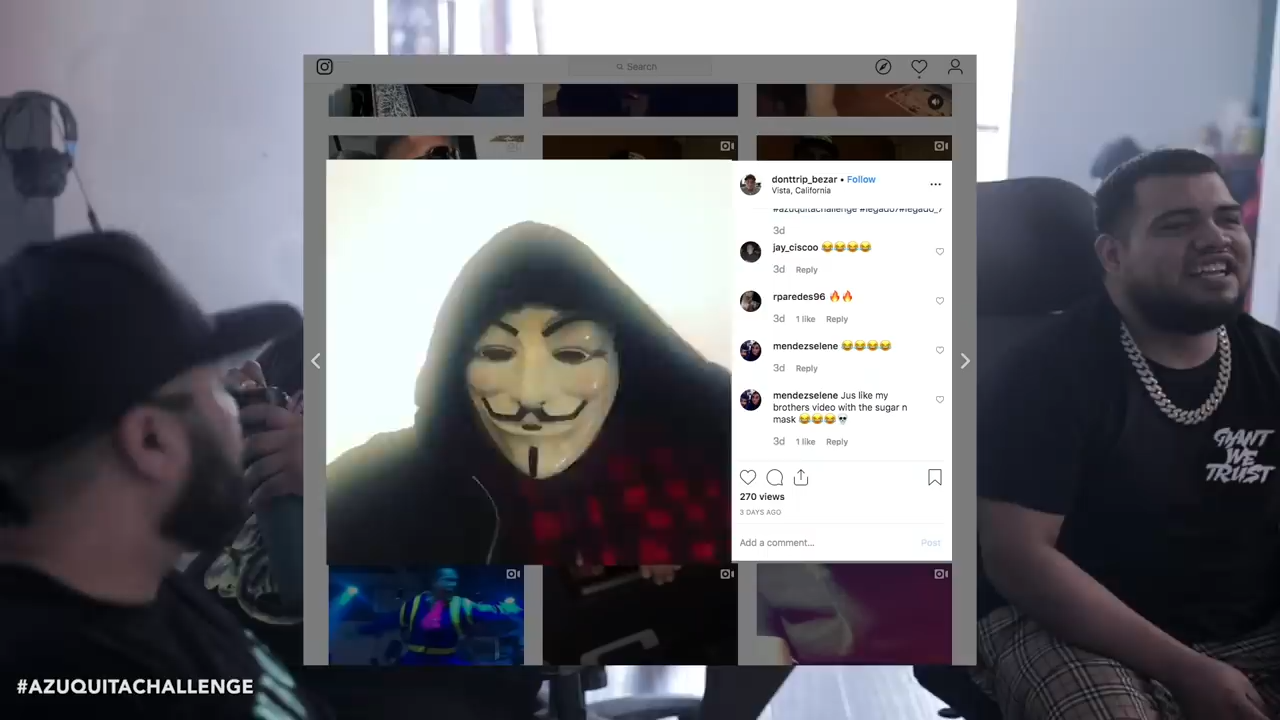 Search
donttrip_bezar • Follow
Vista, California
#azuquitachallenge #legado7#legado_7
3d
jay_ciscoo 😂😂😂😂
3d Reply
rparedes96 🔥🔥
3d 1 like Reply
mendezselene 😂😂😂😂
3d Reply
mendezselene Jus like my
brothers video with the sugar n
mask 😂😂😂💀
3d 1 like Reply
270 views
3 DAYS AGO
Add a comment... Post
GIANT
WE
TRUST
#AZUQUITACHALLENGE